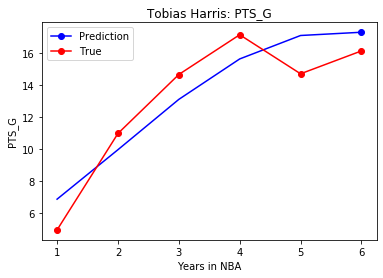 Tobias Harris: PTS_G
Prediction
True
PTS_G
16
14
12
10
8
6
1 2 3 4 5 6
Years in NBA